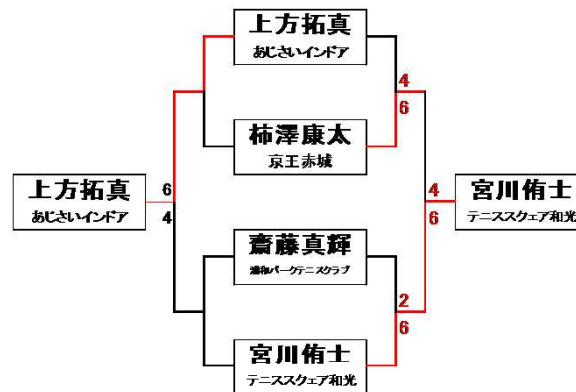 上方拓真
あじさいインドア
4
6
柿澤康太
京王赤城
上方拓真
あじさいインドア
6
4
4
6
宮川侑士
テニススクェア和光
齋藤真輝
浦和パークテニスクラブ
2
6
宮川侑士
テニススクェア和光